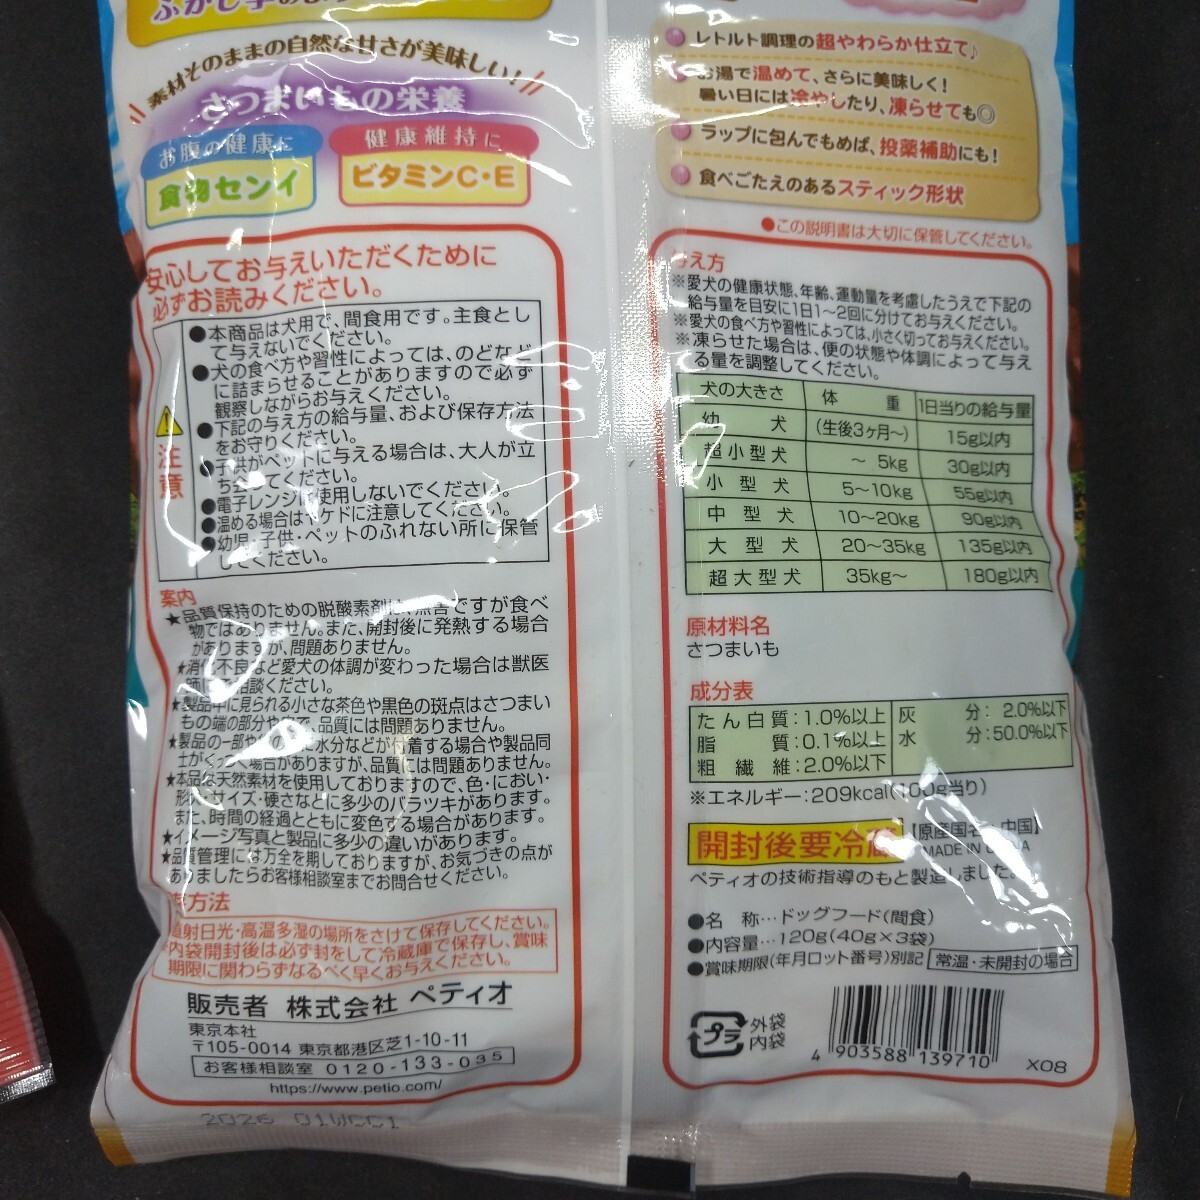 素材そのままの自然な甘さが美味しい！
さつまいもの栄養
お腹の健康に
食物センイ
健康維持に
ビタミンC・E
安心してお与えいただくために
必ずお読みください。
注意
●本商品は犬用で、間食用です。主食とし
て与えないでください。
●犬の食べ方や習性によっては、のどなど
に詰まらせることがありますので必ず
観察しながらお与えください。
●下記の与え方の給与量、および保存方法
をお守りください。
●子供がペットに与える場合は、大人が立
ち会ってください。
●電子レンジは使用しないでください。
●温める場合はヤケドに注意してください。
●幼児・子供・ペットのふれない所に保管
してください。
案内
★品質保持のための脱酸素剤は、無害ですが食べ
物ではありません。また、開封後に発熱する場合
がありますが、問題ありません。
★消化不良など愛犬の体調が変わった場合は獣医
師にご相談ください。
★製品中に見られる小さな茶色や黒色の斑点はさつまい
もの端の部分や で、品質には問題ありません。
★製品の一部や に水分などが付着する場合や製品同
士がくっつく場合がありますが、品質には問題ありません。
★本品は天然素材を使用しておりますので、色・におい・
形・サイズ・硬さなどに多少のバラツキがあります。
また、時間の経過とともに変色する場合があります。
★イメージ写真と製品に多少の違いがあります。
★品質管理には万全を期しておりますが、お気づきの点が
ありましたらお客様相談室までお問合せください。
方法
直射日光・高温多湿の場所をさけて保存してください。
内袋開封後は必ず封をして冷蔵庫で保存し、賞味
期限に関わらずなるべく早くお与えください。
販売者 株式会社 ペティオ
東京本社
〒105-0014 東京都港区芝1-10-11
お客様相談室 0120-133-035
https://www.petio.com/
2026 01WCC1
レトルト調理の超やわらか仕立て♪
お湯で温めて、さらに美味しく！
暑い日には冷やしたり、凍らせても◎
ラップに包んでもめば、投薬補助にも！
食べごたえのあるスティック形状
●この説明書は大切に保管してください。
与え方
※愛犬の健康状態、年齢、運動量を考慮したうえで下記の
給与量を目安に1日1〜2回に分けてお与えください。
※愛犬の食べ方や習性によっては、小さく切ってお与えください。
※凍らせた場合は、便の状態や体調によって与え
る量を調整してください。
犬の大きさ 体重 1日当りの給与量
幼犬 (生後3ヶ月〜) 15g以内
超小型犬 〜5kg 30g以内
小型犬 5〜10kg 55g以内
中型犬 10〜20kg 90g以内
大型犬 20〜35kg 135g以内
超大型犬 35kg〜 180g以内
原材料名
さつまいも
成分表
たん白質：1.0%以上 灰分：2.0%以下
脂質：0.1%以上 水分：50.0%以下
粗繊維：2.0%以下
※エネルギー：209kcal(100g当り)
開封後要冷蔵
【原産国名：中国】
MADE IN CHINA
ペティオの技術指導のもと製造しました。
●名 称…ドッグフード(間食)
●内容量…120g(40g×3袋)
●賞味期限(年月ロット番号)別記 常温・未開封の場合
プラ
外袋
内袋
4 903588 139710
X08